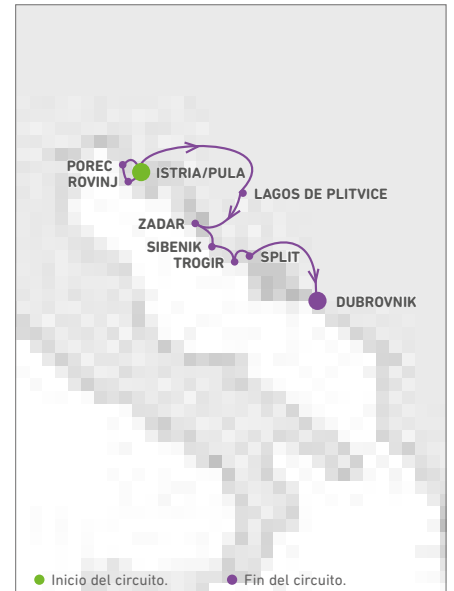 POREC
ROVINJ
ISTRIA/PULA
LAGOS DE PLITVICE
ZADAR
SIBENIK
TROGIR
SPLIT
DUBROVNIK
Inicio del circuito.
Fin del circuito.